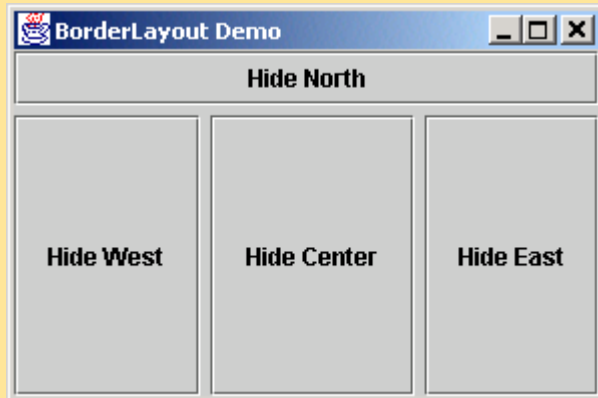 BorderLayout Demo
Hide North
Hide West
Hide Center
Hide East